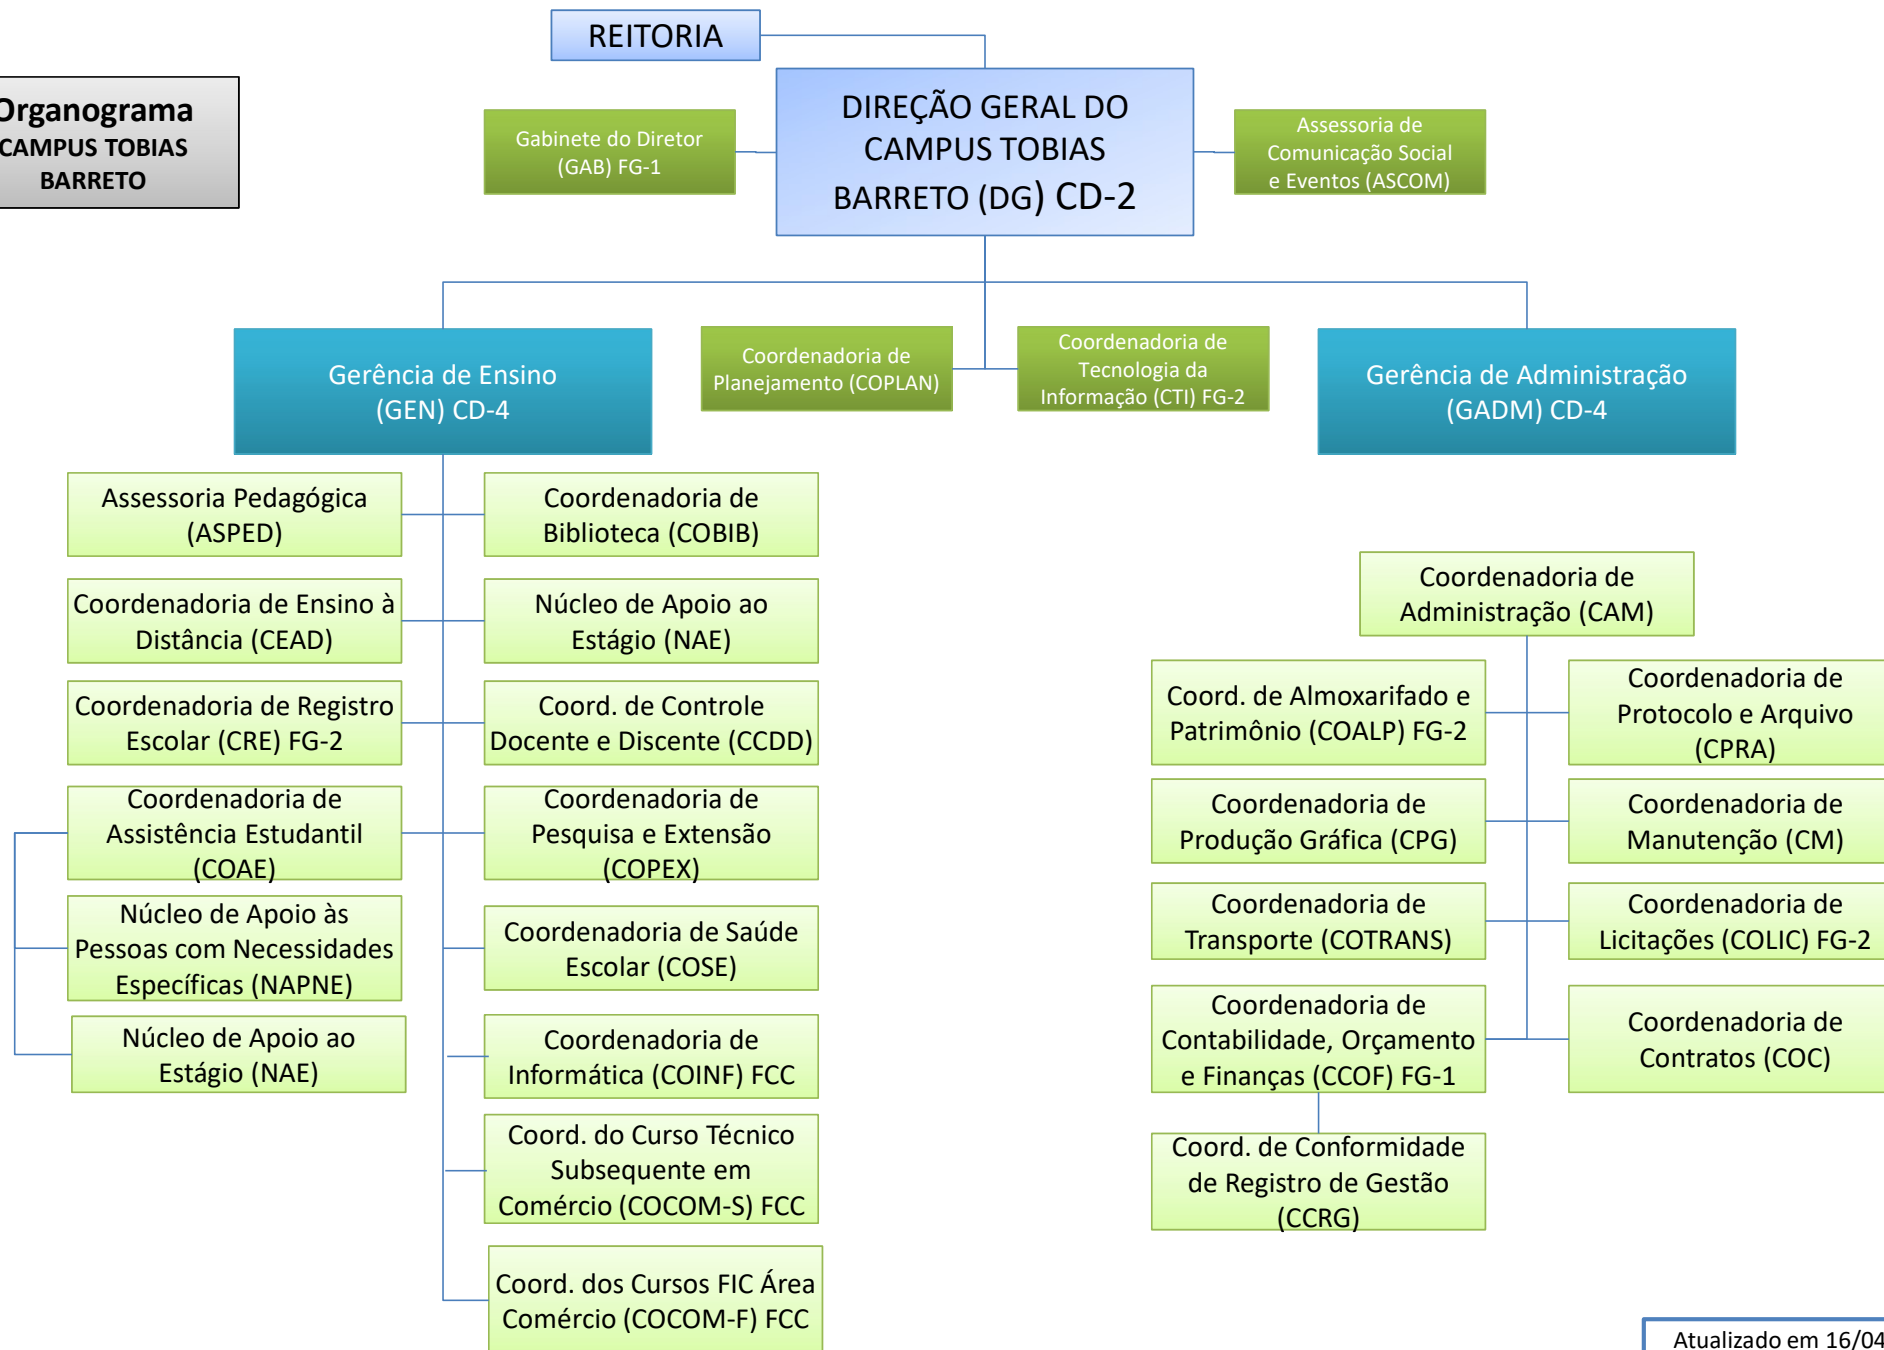 REITORIA
Organograma
CAMPUS TOBIAS
BARRETO
DIREÇÃO GERAL DO
CAMPUS TOBIAS
BARRETO (DG) CD-2
Gabinete do Diretor
(GAB) FG-1
Assessoria de
Comunicação Social
e Eventos (ASCOM)
Gerência de Ensino
(GEN) CD-4
Coordenadoria de
Planejamento (COPLAN)
Coordenadoria de
Tecnologia da
Informação (CTI) FG-2
Gerência de Administração
(GADM) CD-4
Assessoria Pedagógica
(ASPED)
Coordenadoria de
Biblioteca (COBIB)
Coordenadoria de Ensino à
Distância (CEAD)
Núcleo de Apoio ao
Estágio (NAE)
Coordenadoria de Registro
Escolar (CRE) FG-2
Coord. de Controle
Docente e Discente (CCDD)
Coordenadoria de
Assistência Estudantil
(COAE)
Coordenadoria de
Pesquisa e Extensão
(COPEX)
Núcleo de Apoio às
Pessoas com Necessidades
Específicas (NAPNE)
Coordenadoria de Saúde
Escolar (COSE)
Núcleo de Apoio ao
Estágio (NAE)
Coordenadoria de
Informática (COINF) FCC
Coord. do Curso Técnico
Subsequente em
Comércio (COCOM-S) FCC
Coord. dos Cursos FIC Área
Comércio (COCOM-F) FCC
Coordenadoria de
Administração (CAM)
Coord. de Almoxarifado e
Patrimônio (COALP) FG-2
Coordenadoria de
Protocolo e Arquivo
(CPRA)
Coordenadoria de
Produção Gráfica (CPG)
Coordenadoria de
Manutenção (CM)
Coordenadoria de
Transporte (COTRANS)
Coordenadoria de
Licitações (COLIC) FG-2
Coordenadoria de
Contabilidade, Orçamento
e Finanças (CCOF) FG-1
Coordenadoria de
Contratos (COC)
Coord. de Conformidade
de Registro de Gestão
(CCRG)
Atualizado em 16/04